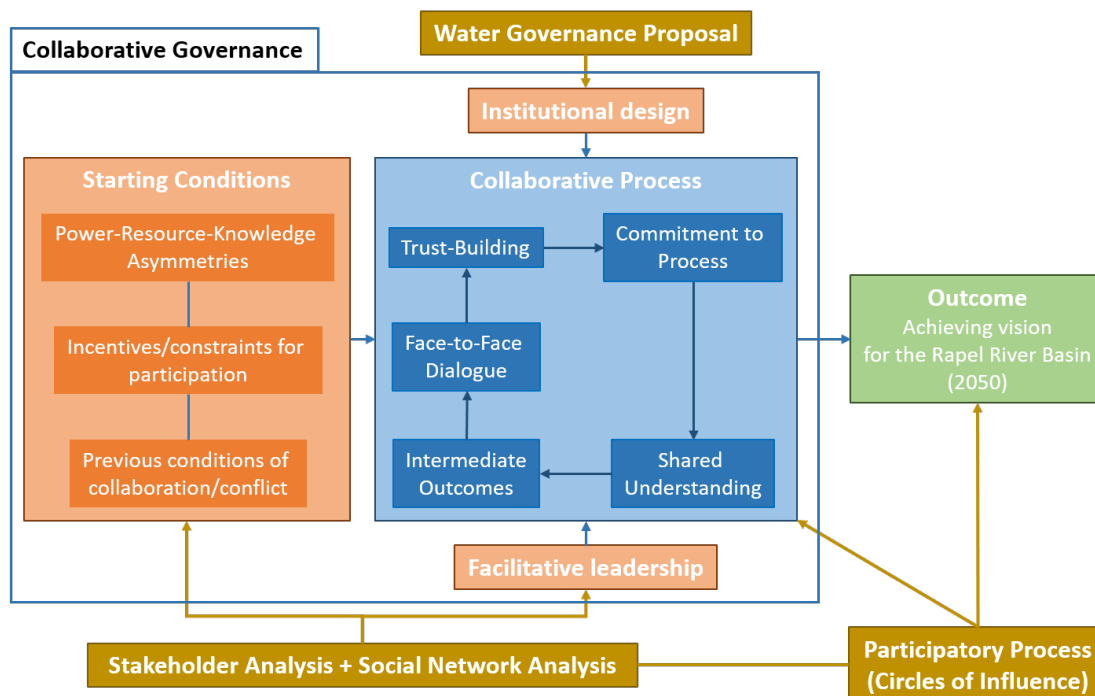 Water Governance Proposal
Collaborative Governance
Institutional design
Starting Conditions
Power-Resource-Knowledge
Asymmetries
Incentives/constraints for
participation
Previous conditions of
collaboration/conflict
Collaborative Process
Trust-Building
Commitment to
Process
Face-to-Face
Dialogue
Intermediate
Outcomes
Shared
Understanding
Outcome
Achieving vision
for the Rapel River Basin
(2050)
Facilitative leadership
Stakeholder Analysis + Social Network Analysis
Participatory Process
(Circles of Influence)